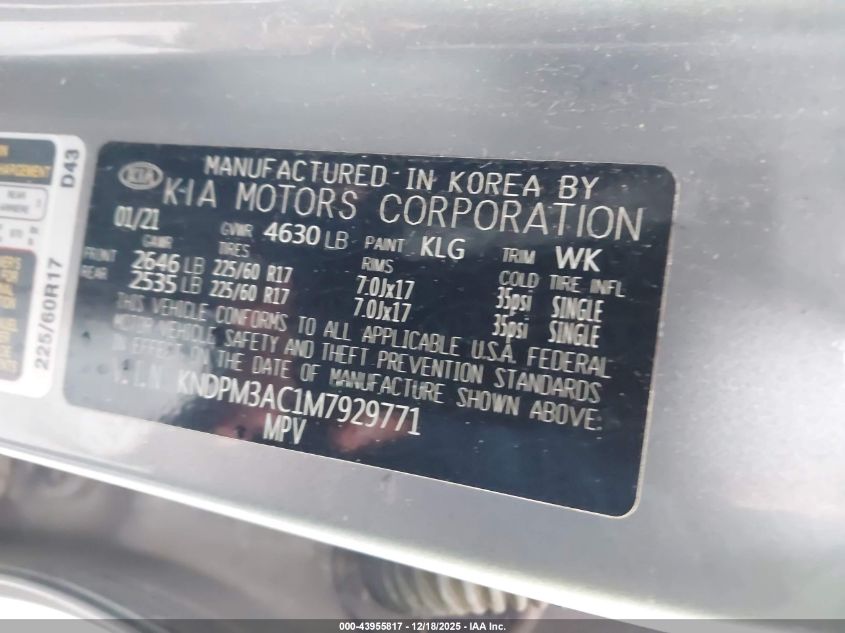 KIA
MANUFACTURED IN KOREA BY
KIA MOTORS CORPORATION
01/21 GVWR 4630 LB PAINT KLG TRIM WK
GAWR TIRES RIMS COLD TIRE INFL
FRONT 2646 LB 225/60 R17 7.0Jx17 35psi SINGLE
REAR 2535 LB 225/60 R17 7.0Jx17 35psi SINGLE
THIS VEHICLE CONFORMS TO ALL APPLICABLE U.S.A. FEDERAL
MOTOR VEHICLE SAFETY AND THEFT PREVENTION STANDARDS
IN EFFECT ON THE DATE OF MANUFACTURE SHOWN ABOVE.
V.I.N KNDPM3AC1M7929771
MPV
D43
225/60R17
000-43955817 - 12/18/2025 - IAA Inc.